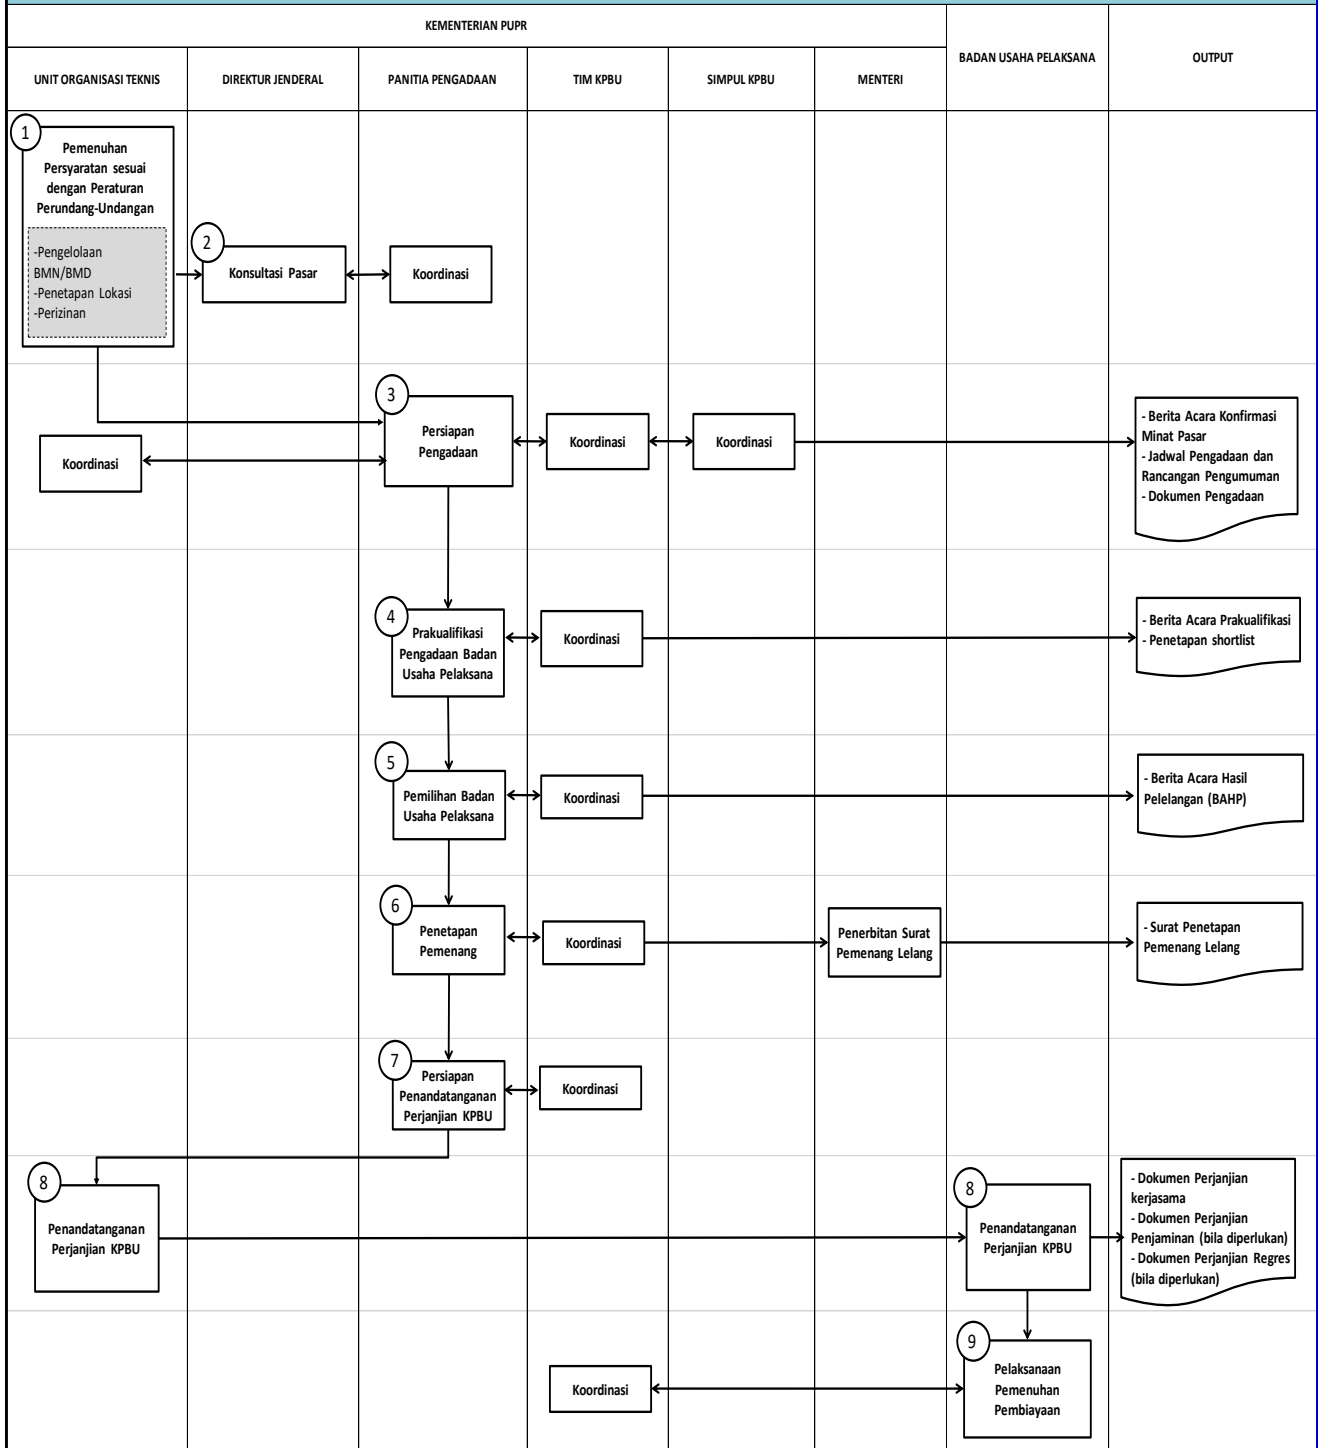 KEMENTERIAN PUPR
BADAN USAHA PELAKSANA
OUTPUT
UNIT ORGANISASI TEKNIS
DIREKTUR JENDERAL
PANITIA PENGADAAN
TIM KPBU
SIMPUL KPBU
MENTERI
1
Pemenuhan
Persyaratan sesuai
dengan Peraturan
Perundang-Undangan
-Pengelolaan
BMN/BMD
-Penetapan Lokasi
-Perizinan
2
Konsultasi Pasar
Koordinasi
3
Persiapan
Pengadaan
Koordinasi
Koordinasi
Koordinasi
- Berita Acara Konfirmasi
Minat Pasar
- Jadwal Pengadaan dan
Rancangan Pengumuman
- Dokumen Pengadaan
4
Prakualifikasi
Pengadaan Badan
Usaha Pelaksana
Koordinasi
- Berita Acara Prakualifikasi
- Penetapan shortlist
5
Pemilihan Badan
Usaha Pelaksana
Koordinasi
- Berita Acara Hasil
Pelelangan (BAHP)
6
Penetapan
Pemenang
Koordinasi
Penerbitan Surat
Pemenang Lelang
- Surat Penetapan
Pemenang Lelang
7
Persiapan
Penandatanganan
Perjanjian KPBU
Koordinasi
8
Penandatanganan
Perjanjian KPBU
8
Penandatanganan
Perjanjian KPBU
- Dokumen Perjanjian
kerjasama
- Dokumen Perjanjian
Penjaminan (bila diperlukan)
- Dokumen Perjanjian Regres
(bila diperlukan)
9
Pelaksanaan
Pemenuhan
Pembiayaan
Koordinasi